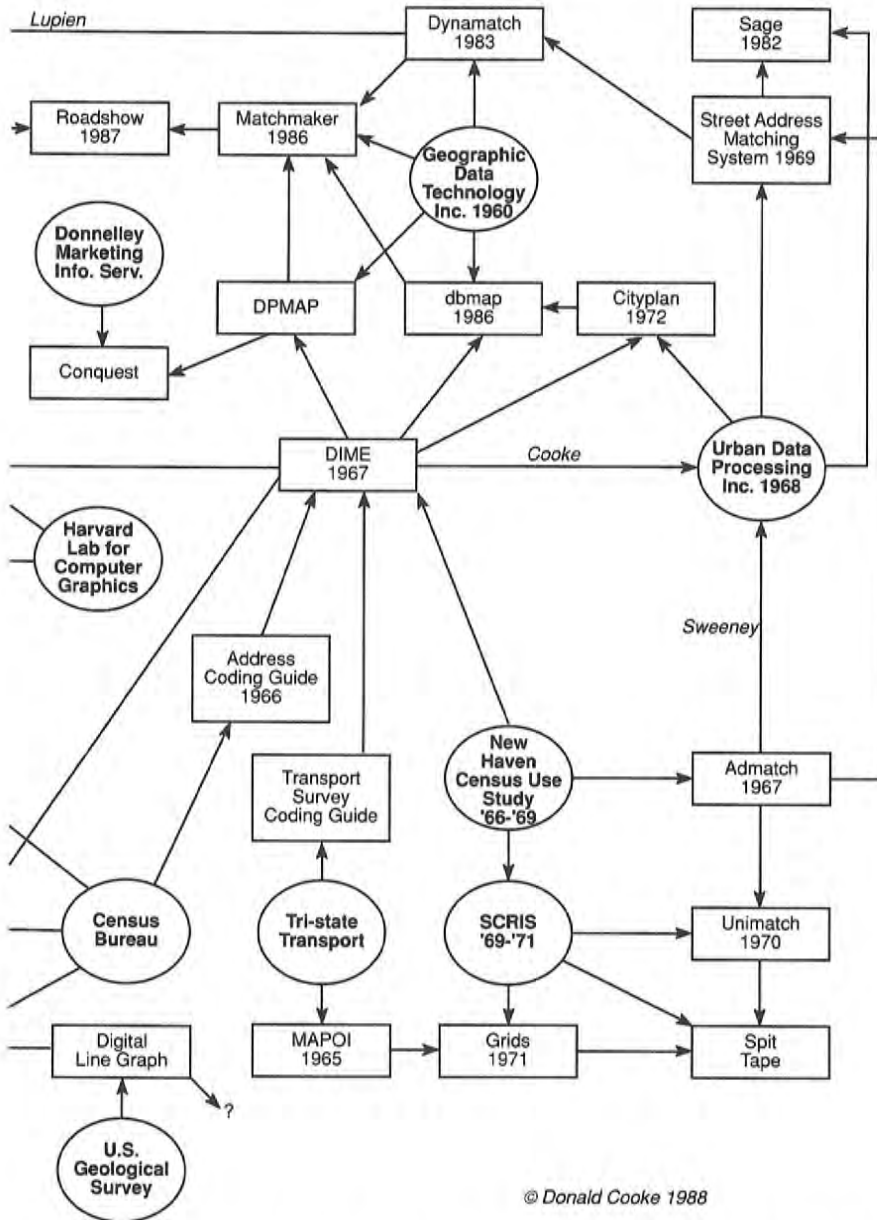 Lupien
Dynamatch
1983
Sage
1982
Roadshow
1987
Matchmaker
1986
Geographic
Data
Technology
Inc. 1960
Street Address
Matching
System 1969
Donnelley
Marketing
Info. Serv.
DPMAP
dbmap
1986
Cityplan
1972
Conquest
DIME
1967
Cooke
Urban Data
Processing
Inc. 1968
Harvard
Lab for
Computer
Graphics
Sweeney
Address
Coding Guide
1966
New
Haven
Census Use
Study
'66-'69
Transport
Survey
Coding Guide
Admatch
1967
Census
Bureau
Tri-state
Transport
SCRIS
'69-'71
Unimatch
1970
Digital
Line Graph
MAPOI
1965
Grids
1971
Spit
Tape
?
U.S.
Geological
Survey
© Donald Cooke 1988